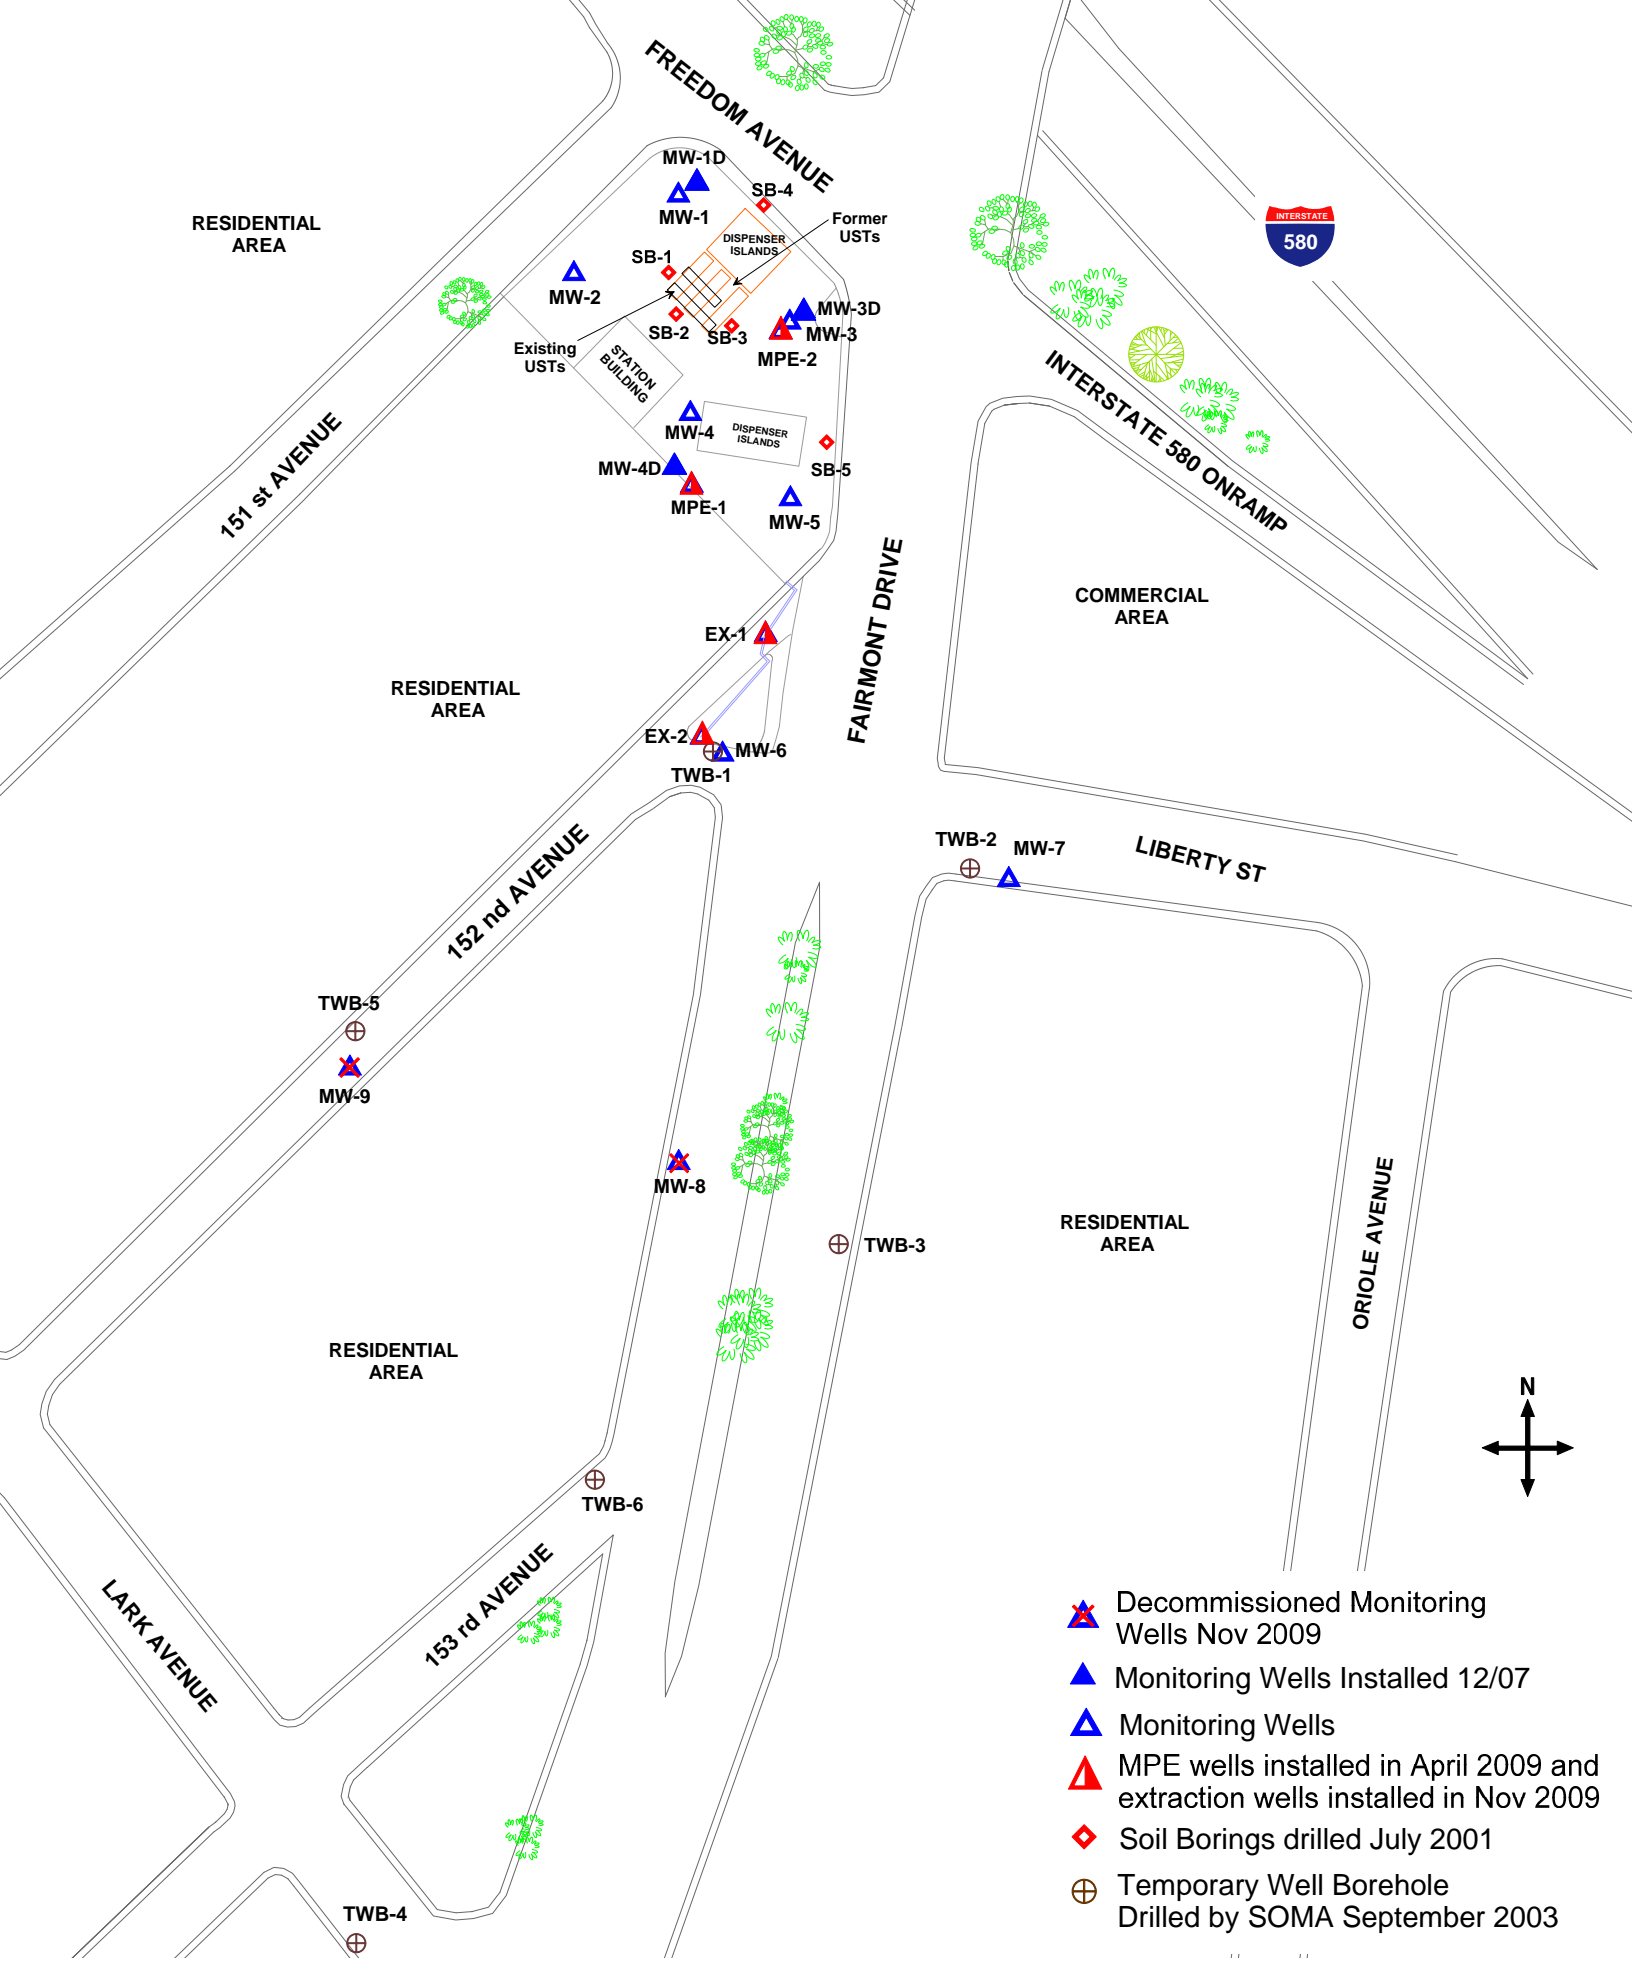 FREEDOM AVENUE
MW-1D
SB-4
MW-1
RESIDENTIAL
AREA
Former
USTs
INTERSTATE
580
DISPENSER
ISLANDS
SB-1
MW-2
MW-3D
SB-2
SB-3
MW-3
Existing
USTs
MPE-2
STATION
BUILDING
INTERSTATE 580 ONRAMP
MW-4
DISPENSER
ISLANDS
MW-4D
SB-5
151 st AVENUE
MPE-1
MW-5
FAIRMONT DRIVE
COMMERCIAL
AREA
EX-1
RESIDENTIAL
AREA
EX-2
MW-6
TWB-1
TWB-2
MW-7
LIBERTY ST
152 nd AVENUE
TWB-5
MW-9
MW-8
TWB-3
RESIDENTIAL
AREA
ORIOLE AVENUE
RESIDENTIAL
AREA
N
TWB-6
153 rd AVENUE
LARK AVENUE
TWB-4
Decommissioned Monitoring
Wells Nov 2009
Monitoring Wells Installed 12/07
Monitoring Wells
MPE wells installed in April 2009 and
extraction wells installed in Nov 2009
Soil Borings drilled July 2001
Temporary Well Borehole
Drilled by SOMA September 2003